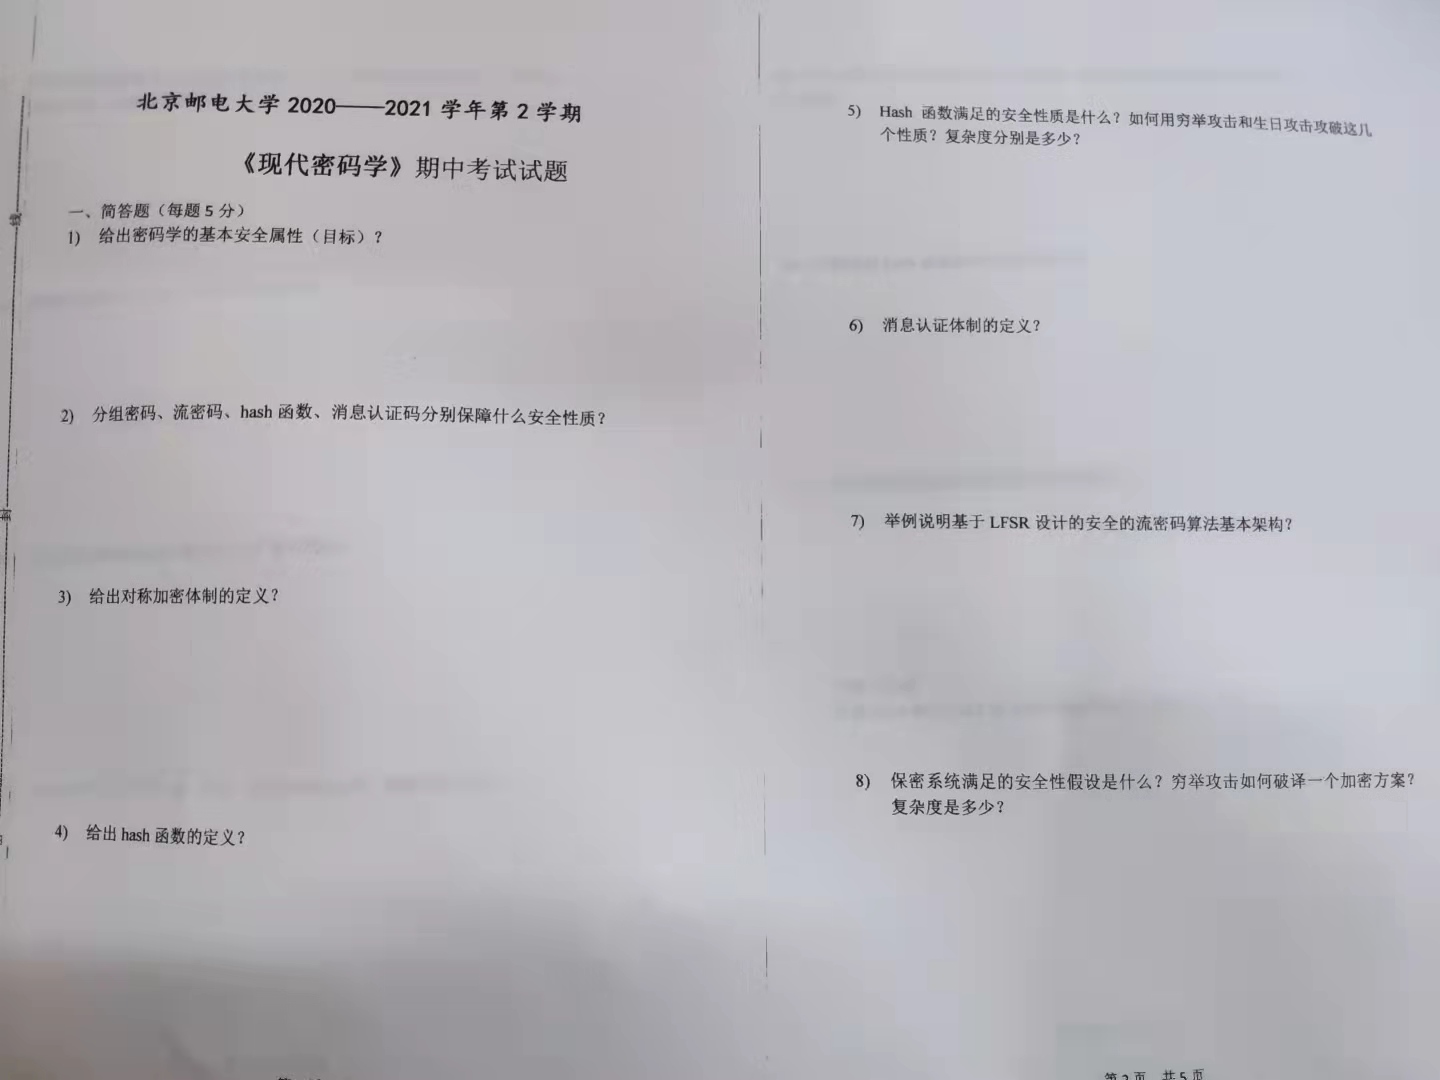 北京邮电大学 2020——2021 学年第 2 学期
《现代密码学》期中考试试题
一、简答题（每题 5 分）
1) 给出密码学的基本安全属性（目标）？
2) 分组密码、流密码、hash 函数、消息认证码分别保障什么安全性质？
3) 给出对称加密体制的定义？
4) 给出 hash 函数的定义？
线
封
5) Hash 函数满足的安全性质是什么？如何用穷举攻击和生日攻击攻破这几
个性质？复杂度分别是多少？
6) 消息认证体制的定义？
7) 举例说明基于 LFSR 设计的安全的流密码算法基本架构？
8) 保密系统满足的安全性假设是什么？穷举攻击如何破译一个加密方案？
复杂度是多少？
第 2 页 共 5 页